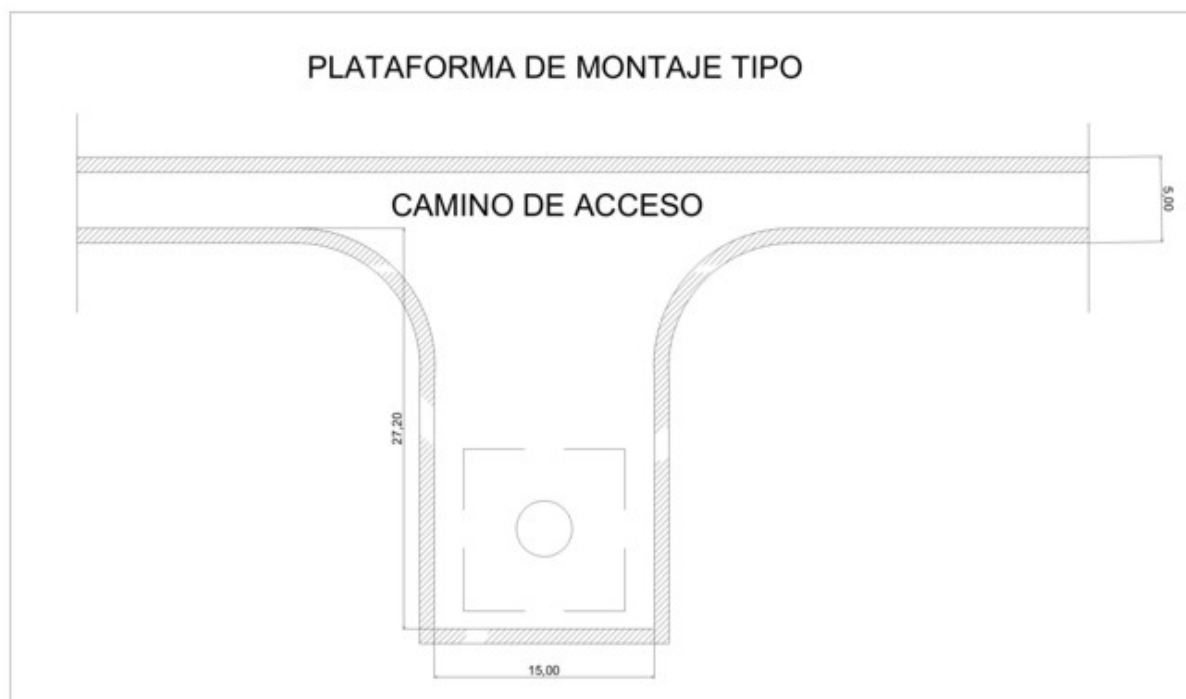 PLATAFORMA DE MONTAJE TIPO
CAMINO DE ACCESO
5,00
27,20
15,00